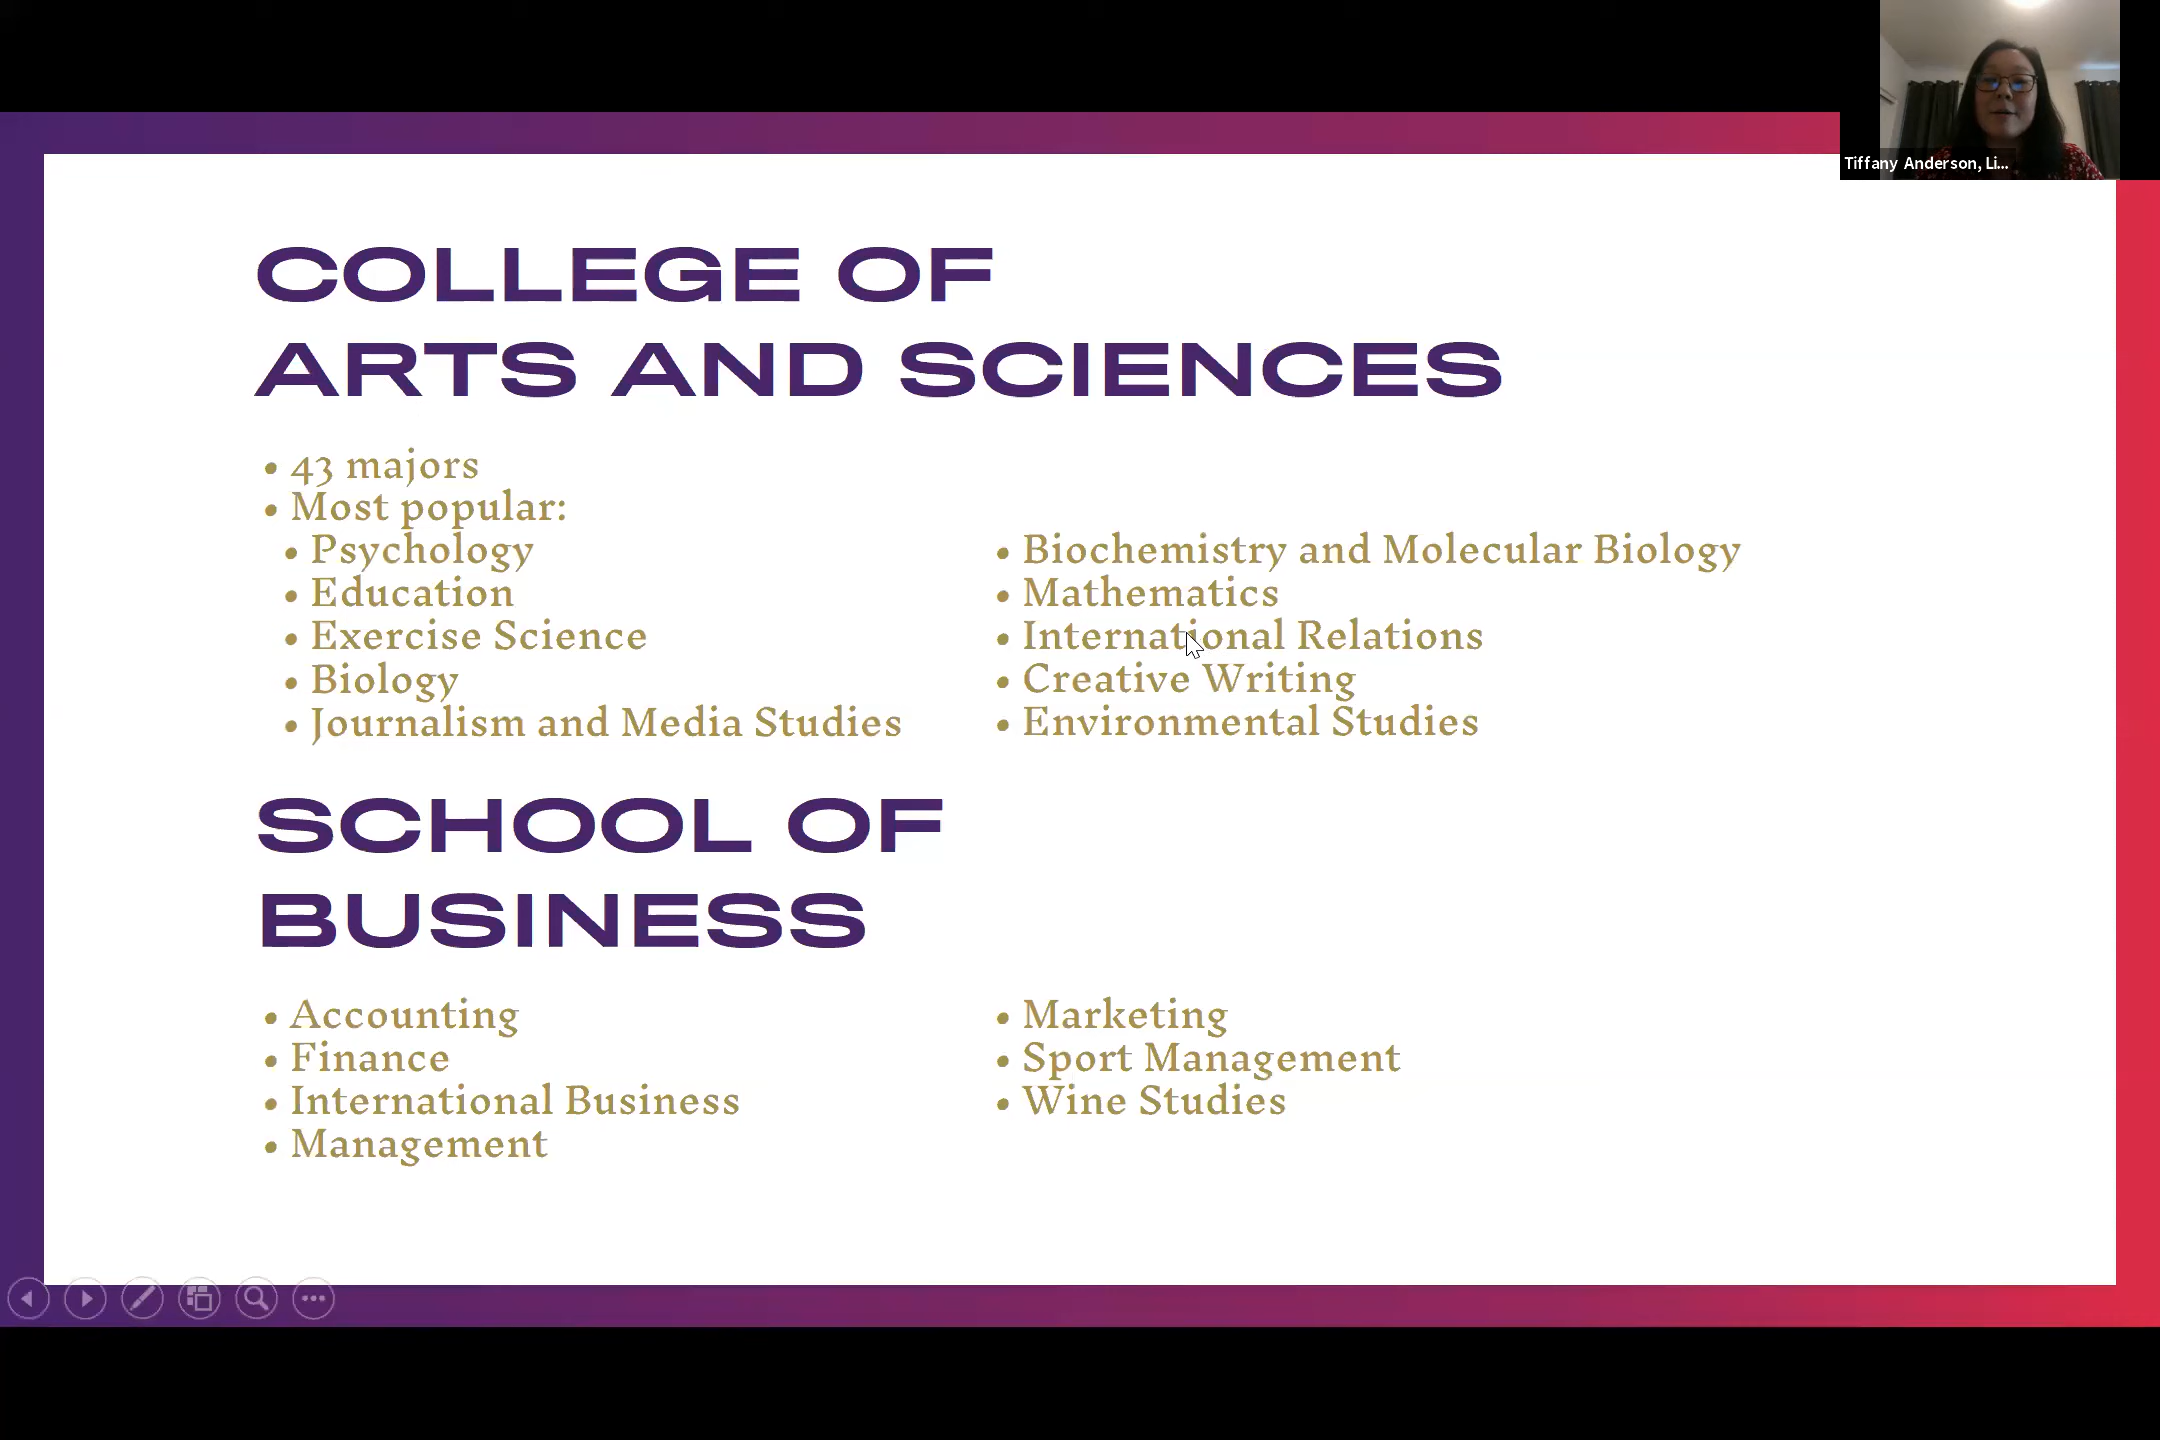 Tiffany Anderson, Li...
COLLEGE OF
ARTS AND SCIENCES
• 43 majors
• Most popular:
• Psychology
• Education
• Exercise Science
• Biology
• Journalism and Media Studies
• Biochemistry and Molecular Biology
• Mathematics
• International Relations
• Creative Writing
• Environmental Studies
SCHOOL OF
BUSINESS
• Accounting
• Finance
• International Business
• Management
• Marketing
• Sport Management
• Wine Studies